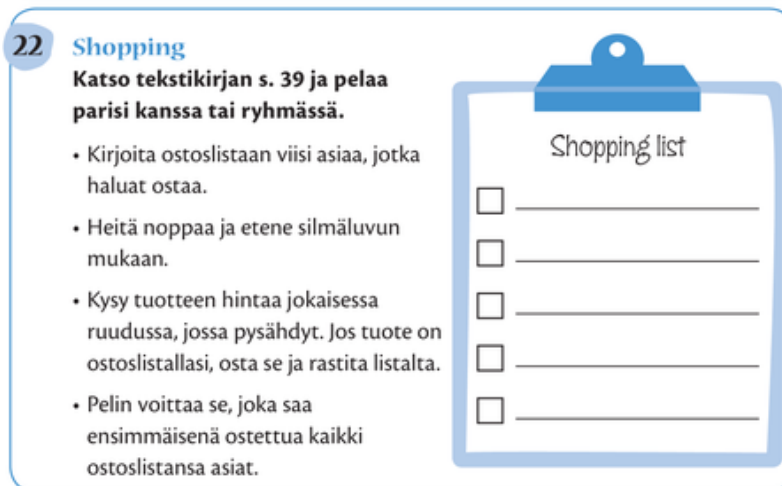 22 Shopping
Katso tekstikirjan s. 39 ja pelaa
parisi kanssa tai ryhmässä.
• Kirjoita ostoslistaan viisi asiaa, jotka
haluat ostaa.
• Heitä noppaa ja etene silmäluvun
mukaan.
• Kysy tuotteen hintaa jokaisessa
ruudussa, jossa pysähdyt. Jos tuote on
ostoslistallasi, osta se ja rastita listalta.
• Pelin voittaa se, joka saa
ensimmäisenä ostettua kaikki
ostoslistansa asiat.
Shopping list